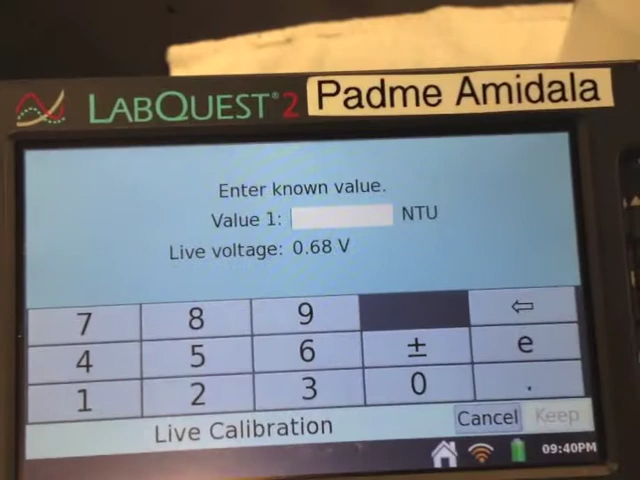 LABQUEST® 2 Padme Amidala
Enter known value.
Value 1: NTU
Live voltage: 0.68 V
7 8 9 ⇦
4 5 6 ± e
1 2 3 0 .
Live Calibration Cancel Keep
09:40PM